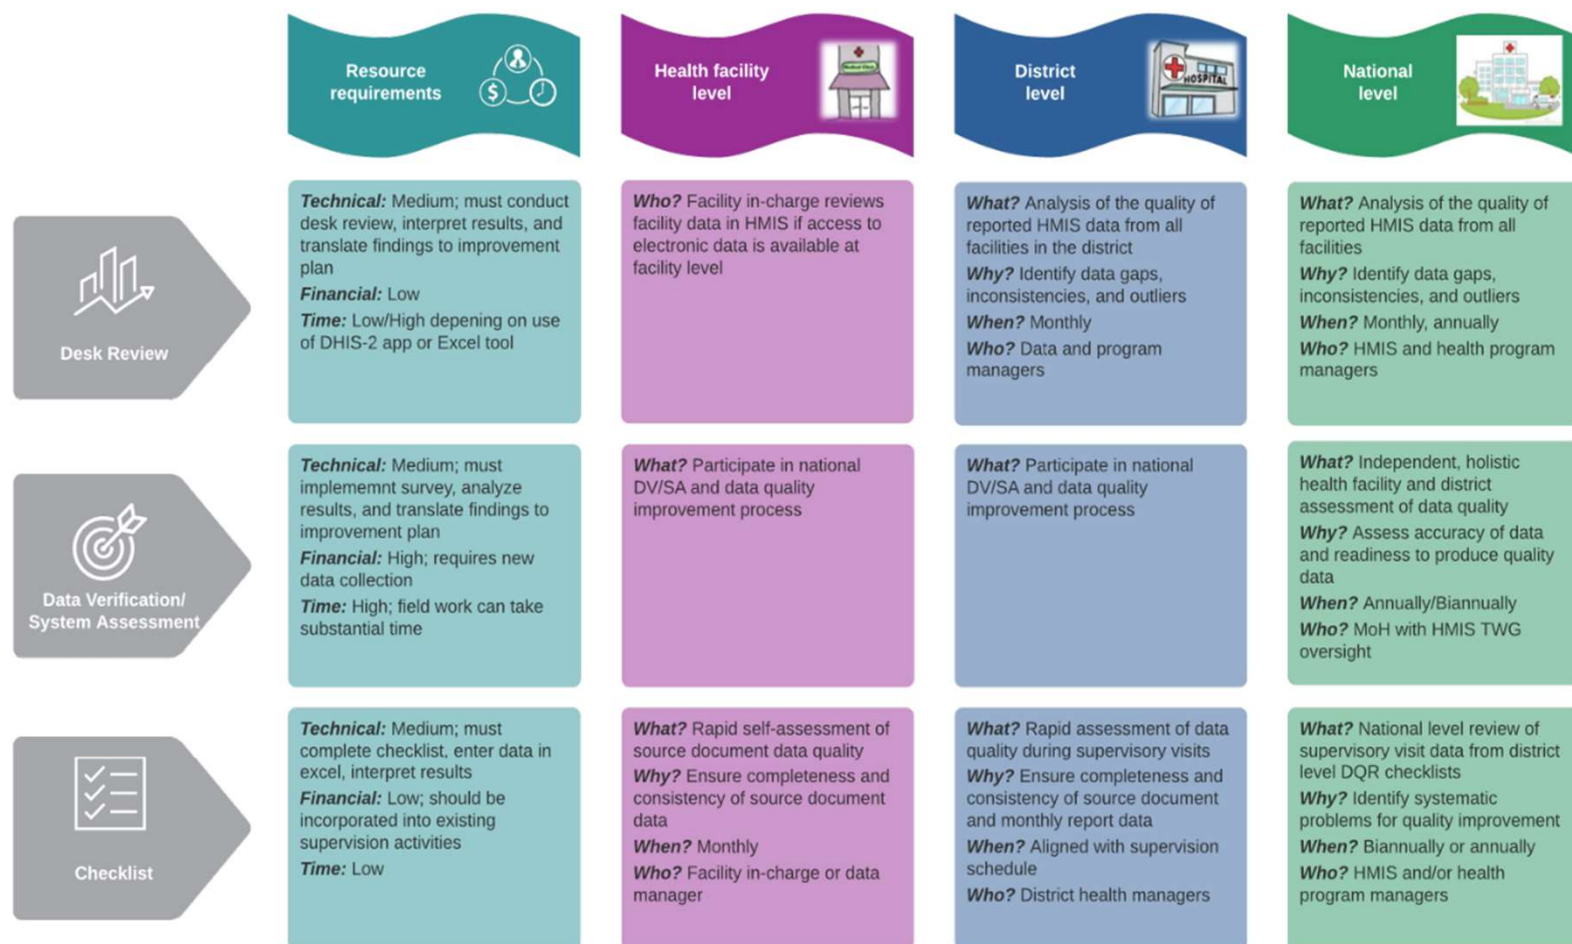 Resource
requirements
Health facility
level
Medical Clinic
District
level
HOSPITAL
National
level
Desk Review
Technical: Medium; must conduct
desk review, interpret results, and
translate findings to improvement
plan
Financial: Low
Time: Low/High depening on use
of DHIS-2 app or Excel tool
Who? Facility in-charge reviews
facility data in HMIS if access to
electronic data is available at
facility level
What? Analysis of the quality of
reported HMIS data from all
facilities in the district
Why? Identify data gaps,
inconsistencies, and outliers
When? Monthly
Who? Data and program
managers
What? Analysis of the quality of
reported HMIS data from all
facilities
Why? Identify data gaps,
inconsistencies, and outliers
When? Monthly, annually
Who? HMIS and health program
managers
Data Verification/
System Assessment
Technical: Medium; must
implememnt survey, analyze
results, and translate findings to
improvement plan
Financial: High; requires new
data collection
Time: High; field work can take
substantial time
What? Participate in national
DV/SA and data quality
improvement process
What? Participate in national
DV/SA and data quality
improvement process
What? Independent, holistic
health facility and district
assessment of data quality
Why? Assess accuracy of data
and readiness to produce quality
data
When? Annually/Biannually
Who? MoH with HMIS TWG
oversight
Checklist
Technical: Medium; must
complete checklist, enter data in
excel, interpret results
Financial: Low; should be
incorporated into existing
supervision activities
Time: Low
What? Rapid self-assessment of
source document data quality
Why? Ensure completeness and
consistency of source document
data
When? Monthly
Who? Facility in-charge or data
manager
What? Rapid assessment of data
quality during supervisory visits
Why? Ensure completeness and
consistency of source document
and monthly report data
When? Aligned with supervision
schedule
Who? District health managers
What? National level review of
supervisory visit data from district
level DQR checklists
Why? Identify systematic
problems for quality improvement
When? Biannually or annually
Who? HMIS and/or health
program managers